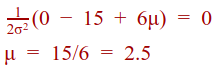 1/2σ² (0 − 15 + 6μ) = 0
μ = 15/6 = 2.5